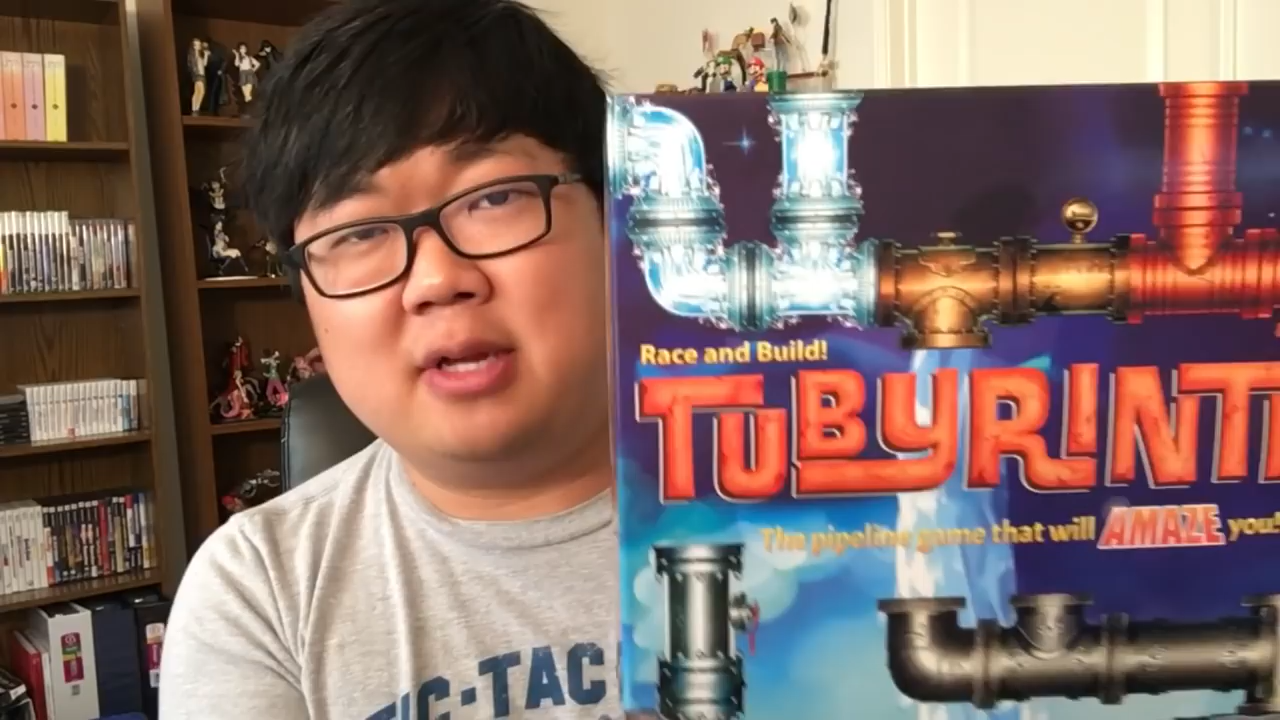 Race and Build!
TUBYRINT
The pipeline game that will AMAZE you!
TIC-TAC